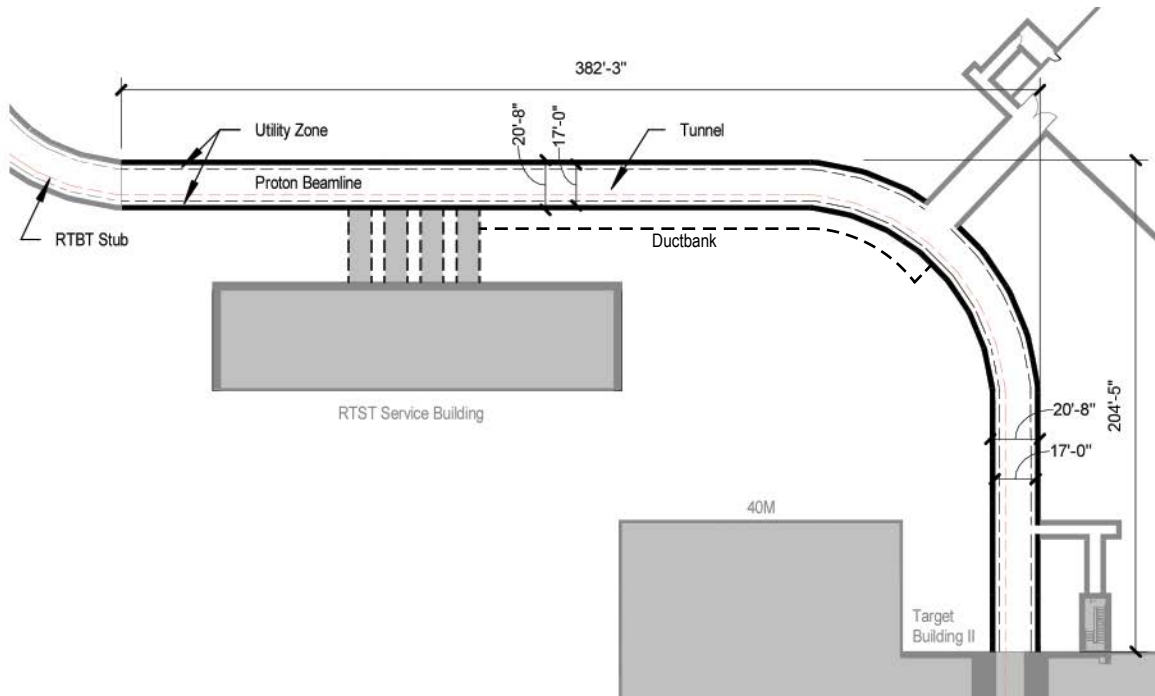 382'-3"
20'-8"
17'-0"
Utility Zone
Tunnel
Proton Beamline
RTBT Stub
Ductbank
RTST Service Building
20'-8"
204'-5"
17'-0"
40M
Target
Building II